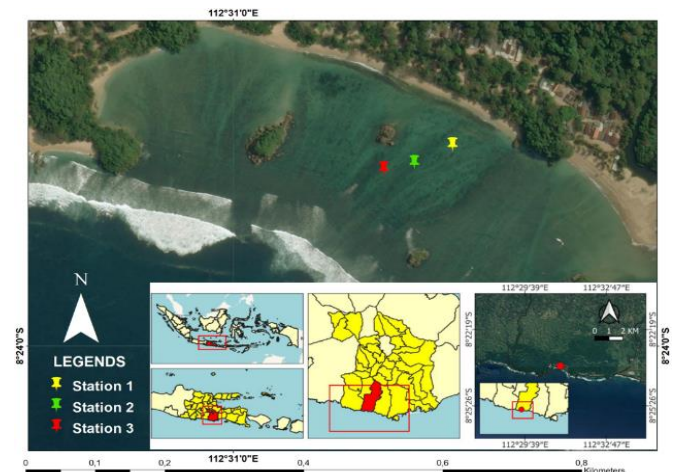 112°31'0"E
N
LEGENDS
Station 1
Station 2
Station 3
8°24'0"S
8°24'0"S
112°29'39"E 112°32'47"E
N
0 1 2 KM
8°22'19"S
8°25'26"S
8°22'19"S
8°25'26"S
112°29'39"E 112°32'47"E
112°31'0"E
0 0,1 0,2 0,4 0,6 0,8
Kilometers